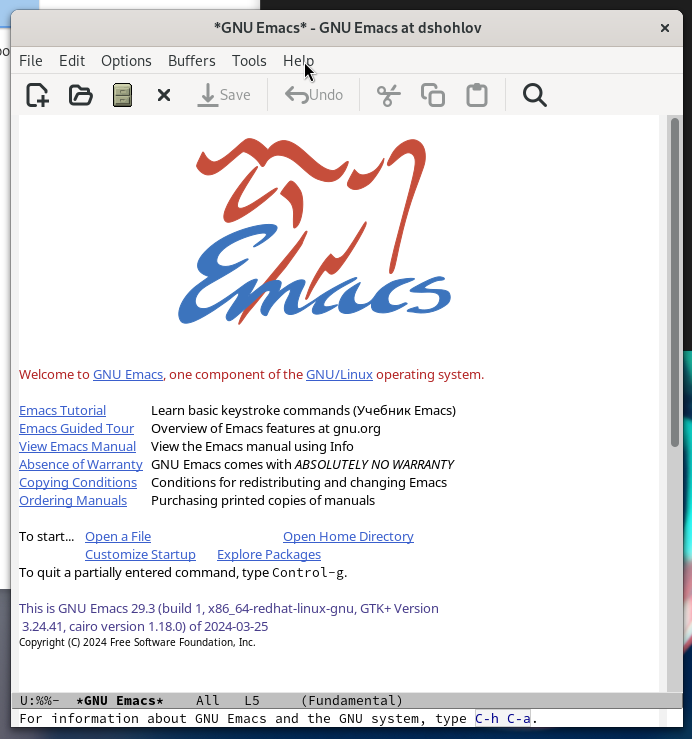 *GNU Emacs* - GNU Emacs at dshohlov
File Edit Options Buffers Tools Help
Save Undo
Emacs
Welcome to GNU Emacs, one component of the GNU/Linux operating system.
Emacs Tutorial Learn basic keystroke commands (Учебник Emacs)
Emacs Guided Tour Overview of Emacs features at gnu.org
View Emacs Manual View the Emacs manual using Info
Absence of Warranty GNU Emacs comes with ABSOLUTELY NO WARRANTY
Copying Conditions Conditions for redistributing and changing Emacs
Ordering Manuals Purchasing printed copies of manuals
To start... Open a File Open Home Directory
Customize Startup Explore Packages
To quit a partially entered command, type Control-g.
This is GNU Emacs 29.3 (build 1, x86_64-redhat-linux-gnu, GTK+ Version
3.24.41, cairo version 1.18.0) of 2024-03-25
Copyright (C) 2024 Free Software Foundation, Inc.
U:%%- *GNU Emacs* All L5 (Fundamental)
For information about GNU Emacs and the GNU system, type C-h C-a.